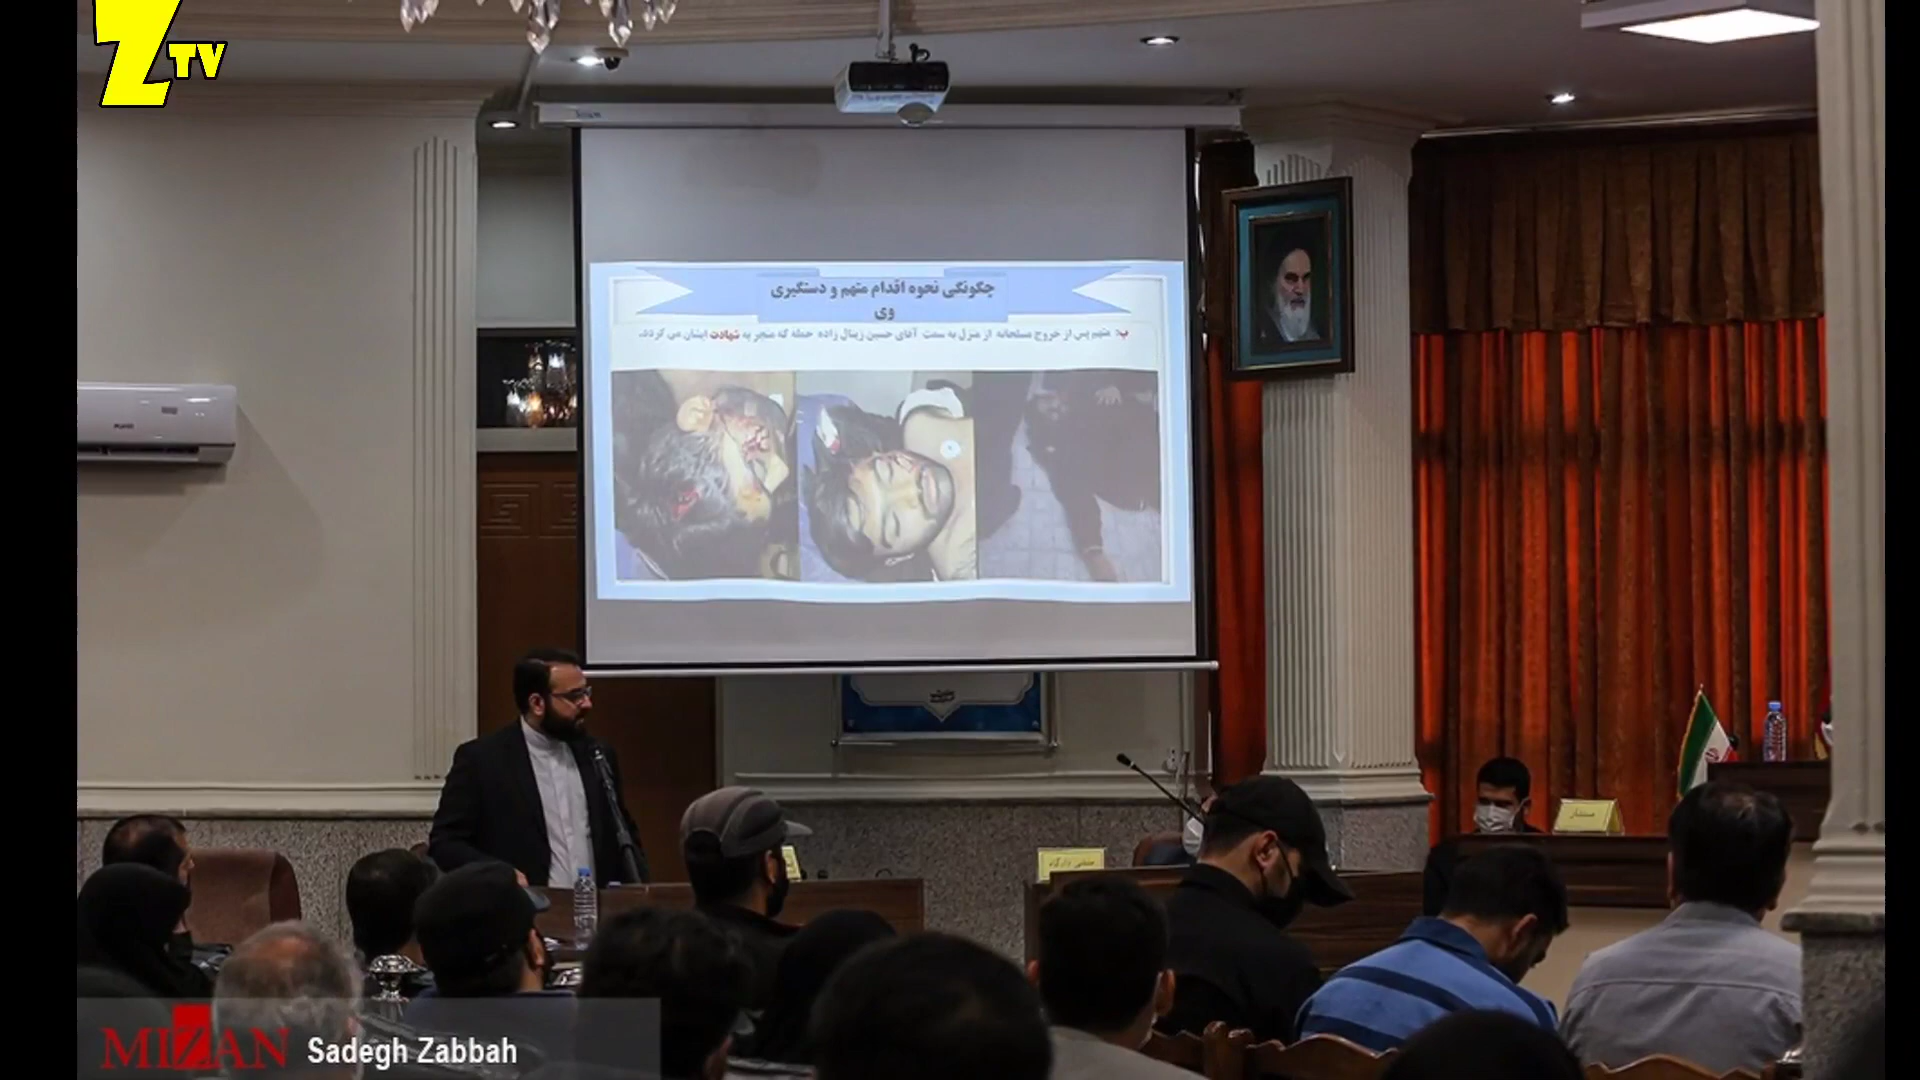 Z TV
چگونگی نحوه اقدام متهم و دستگیری
وی
ب: متهم پس از خروج مسلحانه از منزل به سمت آقای حسین زینال زاده حمله که منجر به شهادت ایشان می گردد.
مستشار
منشی دادگاه
MIZAN Sadegh Zabbah